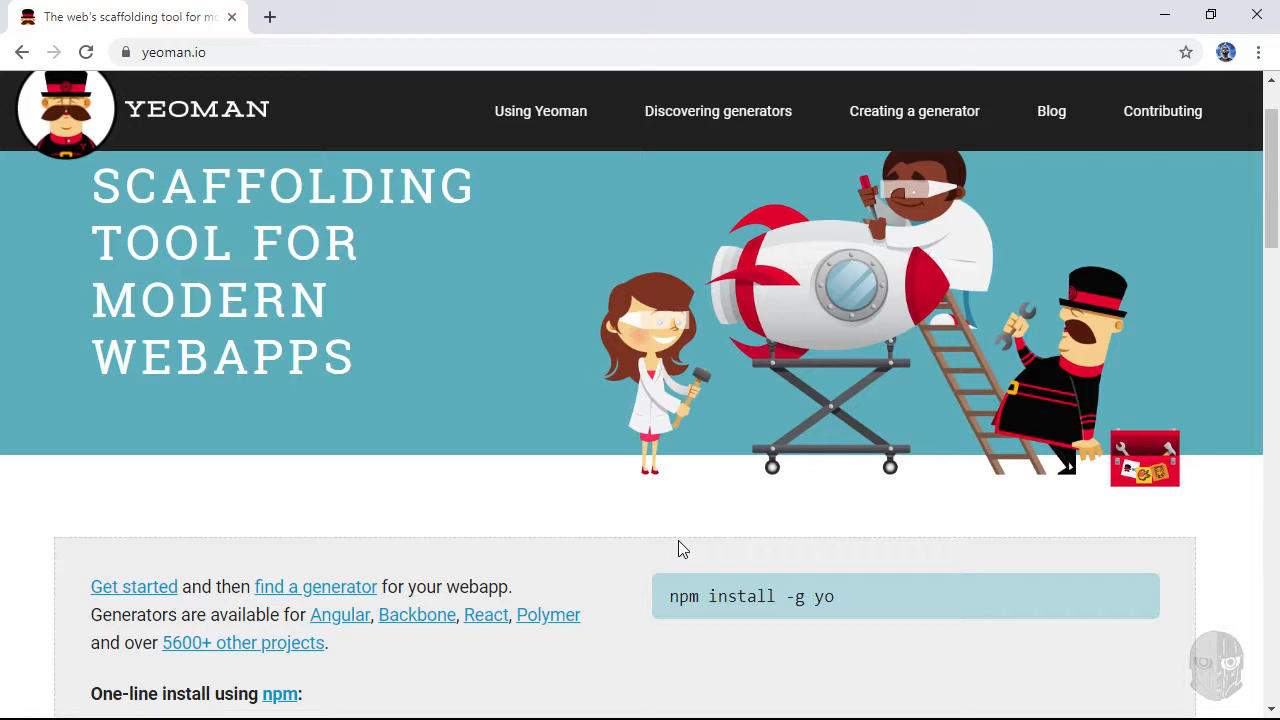 The web's scaffolding tool for mo
yeoman.io
YEOMAN
Using Yeoman
Discovering generators
Creating a generator
Blog
Contributing
SCAFFOLDING
TOOL FOR
MODERN
WEBAPPS
Get started and then find a generator for your webapp.
Generators are available for Angular, Backbone, React, Polymer
and over 5600+ other projects.
One-line install using npm:
npm install -g yo